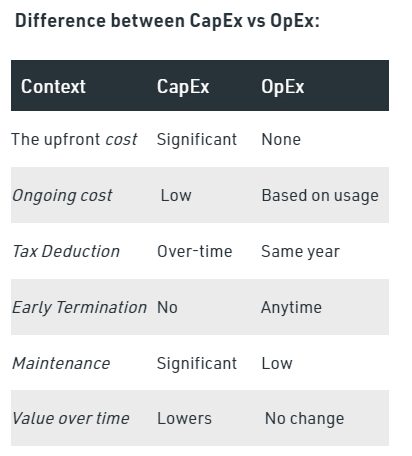 Difference between CapEx vs OpEx:
Context CapEx OpEx
The upfront cost Significant None
Ongoing cost Low Based on usage
Tax Deduction Over-time Same year
Early Termination No Anytime
Maintenance Significant Low
Value over time Lowers No change